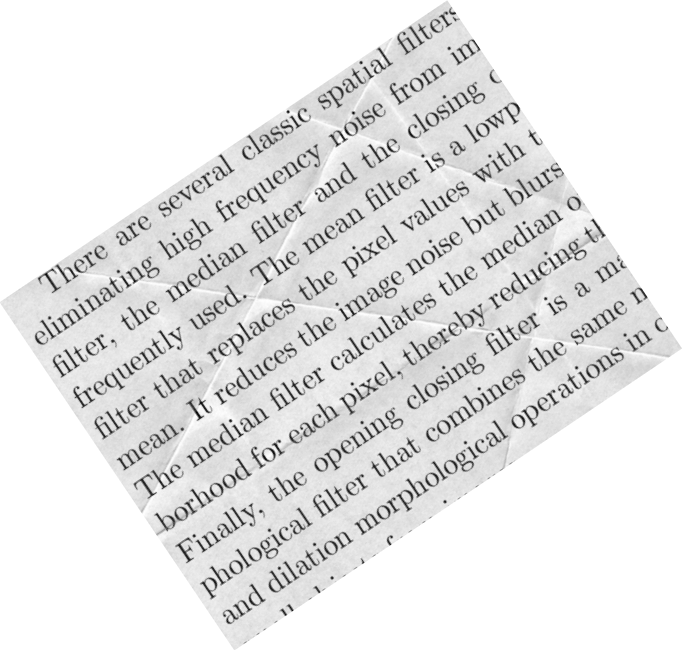 There are several classic spatial filters
eliminating high frequency noise from
filter, the median filter and the closing
frequently used. The mean filter is a
filter that replaces the pixel values with
mean. It reduces the image noise but blurs
The median filter calculates the median
borhood for each pixel, thereby reducing
Finally, the opening closing filter is a
phological filter that combines the same
and dilation morphological operations in